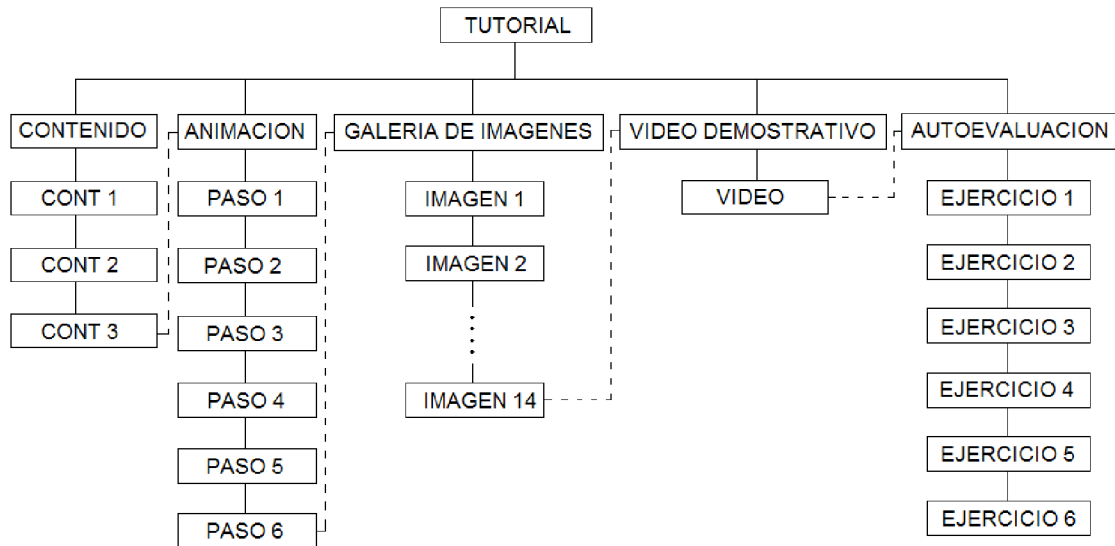 TUTORIAL
CONTENIDO
ANIMACION
GALERIA DE IMAGENES
VIDEO DEMOSTRATIVO
AUTOEVALUACION
CONT 1
CONT 2
CONT 3
PASO 1
PASO 2
PASO 3
PASO 4
PASO 5
PASO 6
IMAGEN 1
IMAGEN 2
IMAGEN 14
VIDEO
EJERCICIO 1
EJERCICIO 2
EJERCICIO 3
EJERCICIO 4
EJERCICIO 5
EJERCICIO 6